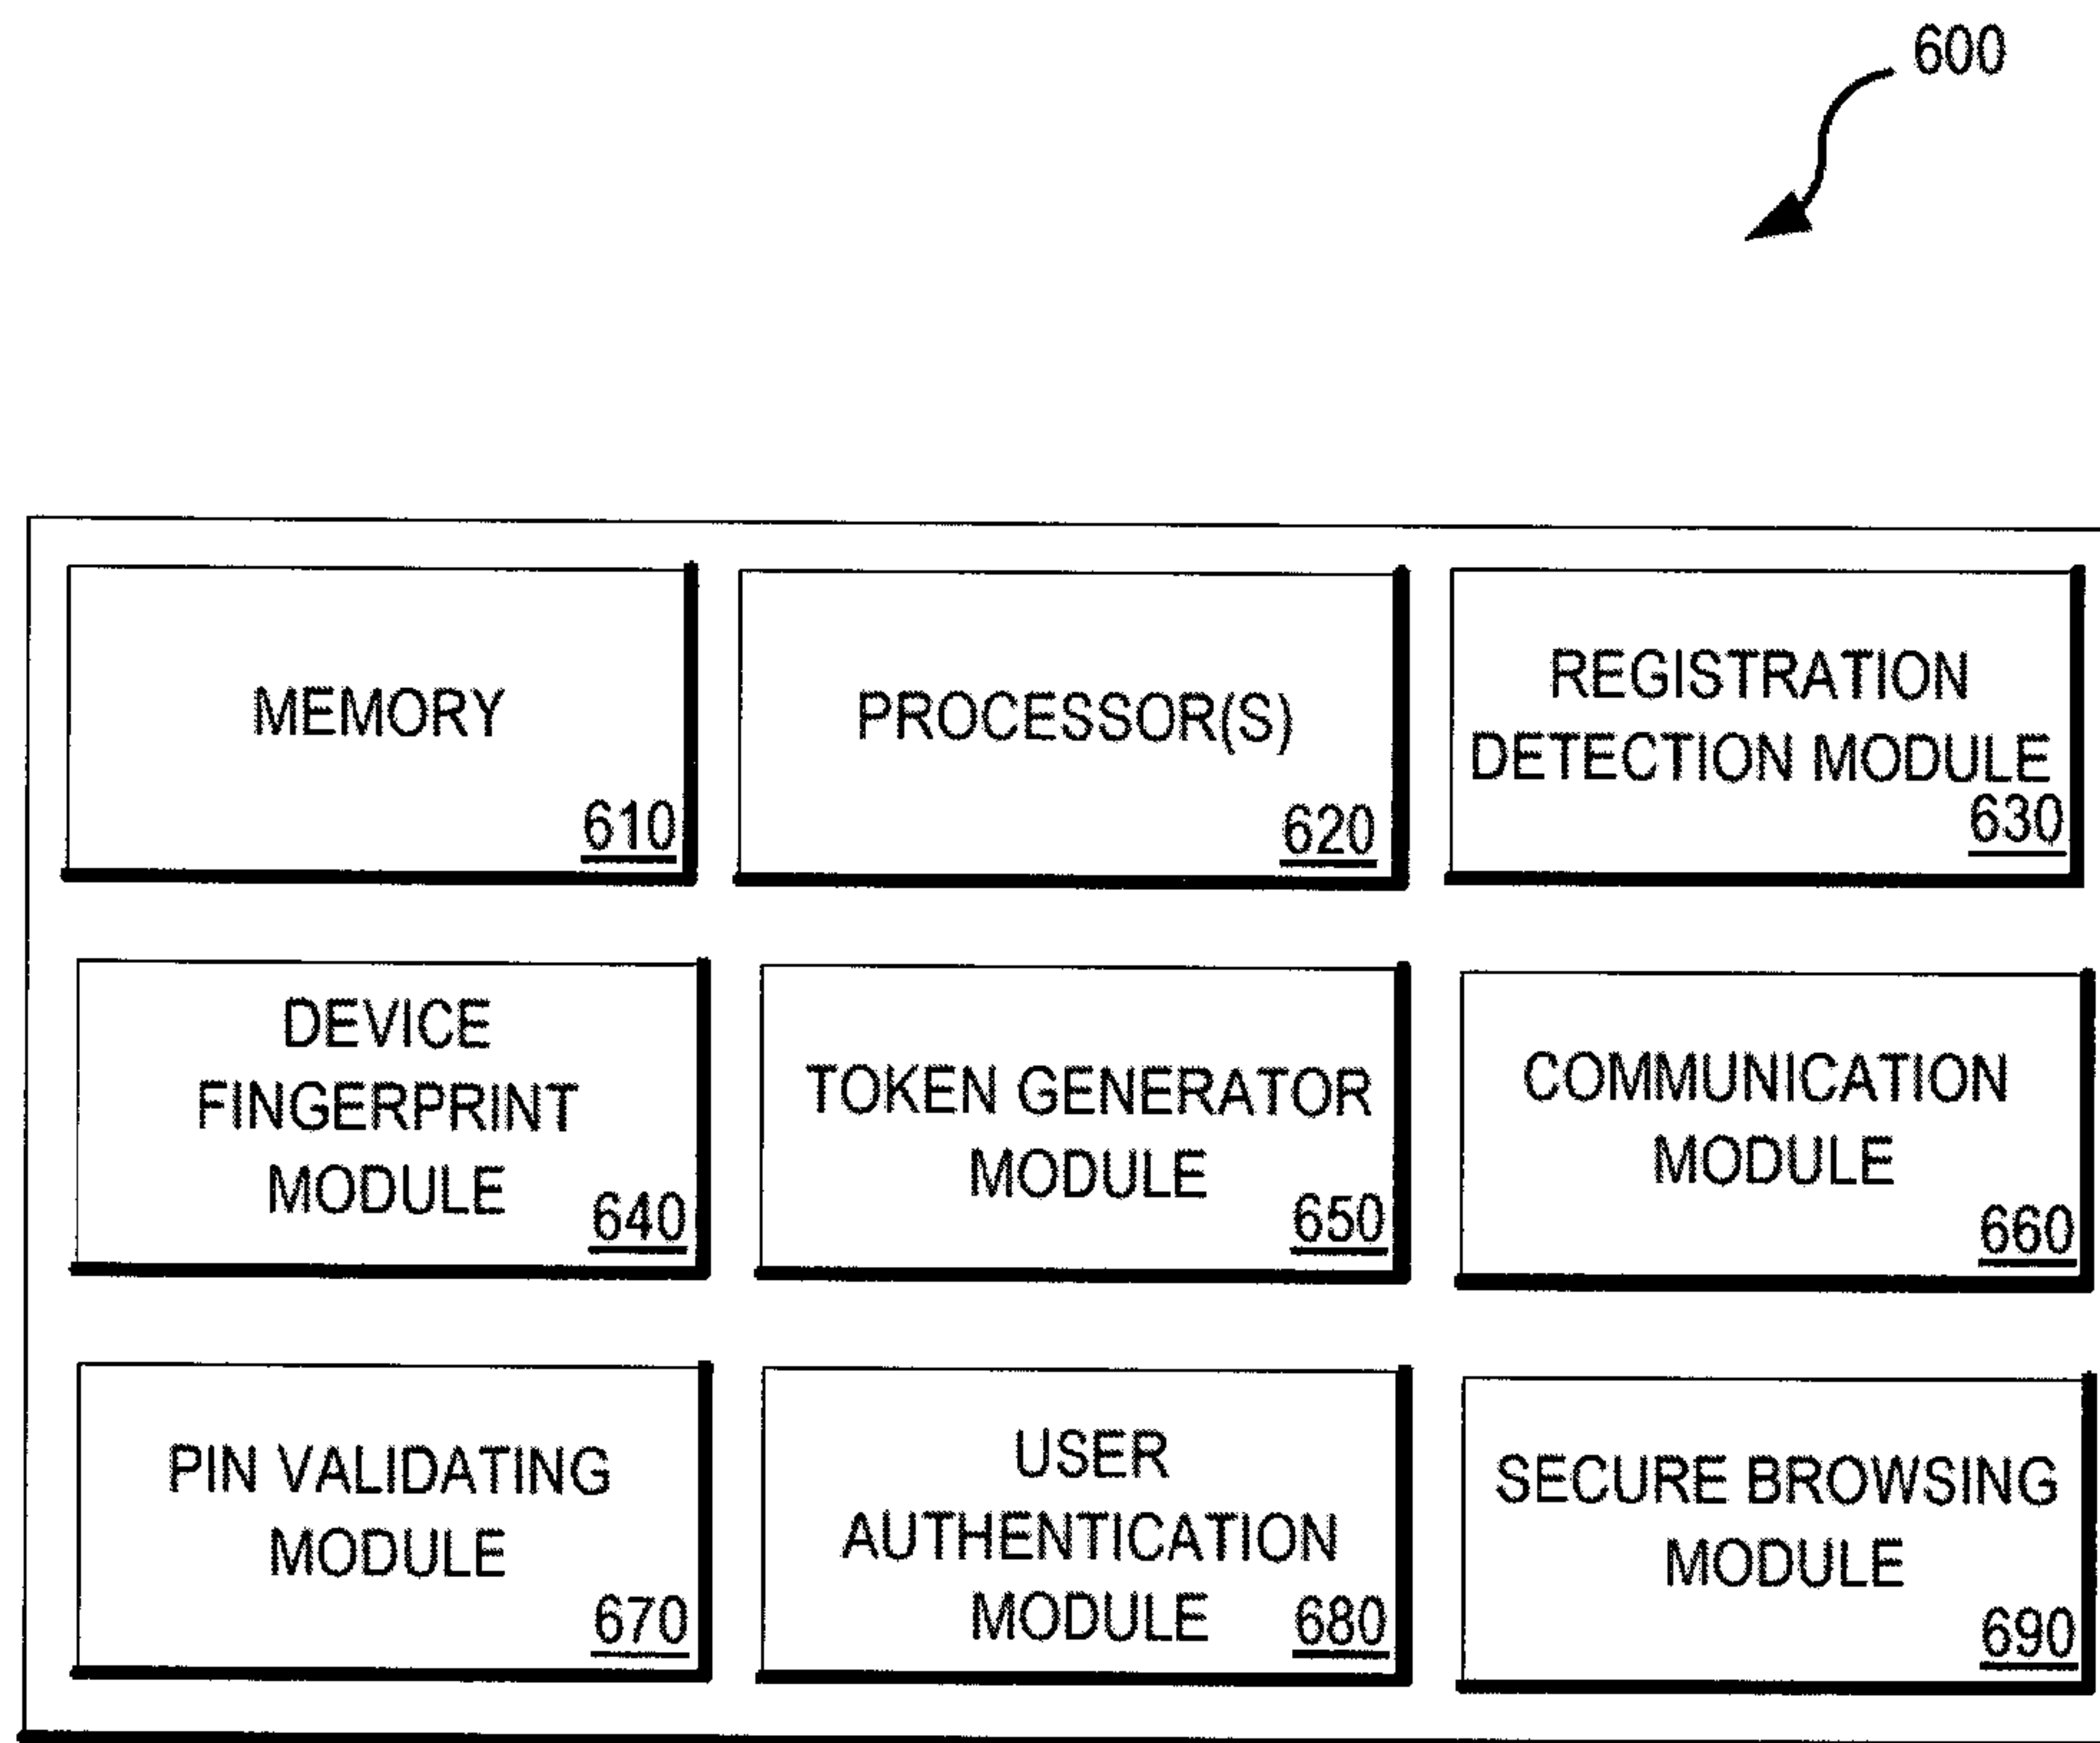 600
MEMORY
610
PROCESSOR(S)
620
REGISTRATION
DETECTION MODULE
630
DEVICE
FINGERPRINT
MODULE
640
TOKEN GENERATOR
MODULE
650
COMMUNICATION
MODULE
660
PIN VALIDATING
MODULE
670
USER
AUTHENTICATION
MODULE
680
SECURE BROWSING
MODULE
690